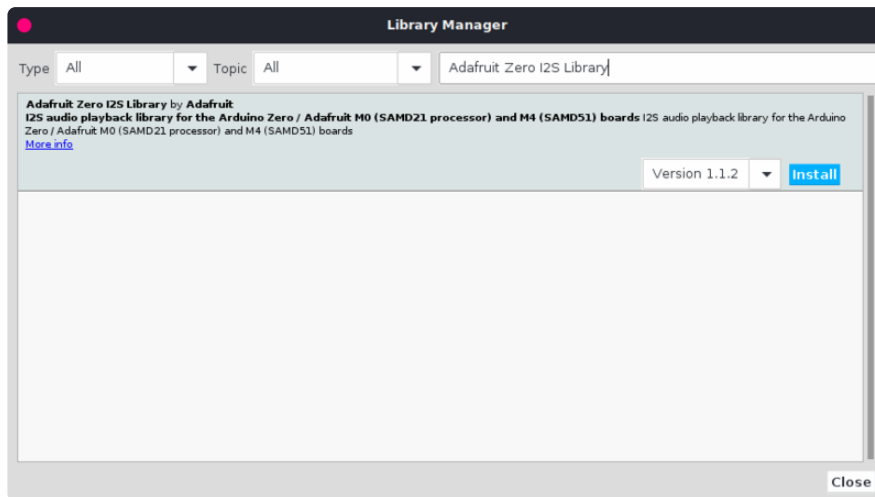 Library Manager
Type All Topic All Adafruit Zero I2S Library
Adafruit Zero I2S Library by Adafruit
I2S audio playback library for the Arduino Zero / Adafruit M0 (SAMD21 processor) and M4 (SAMD51) boards I2S audio playback library for the Arduino
Zero / Adafruit M0 (SAMD21 processor) and M4 (SAMD51) boards
More info
Version 1.1.2 Install
Close